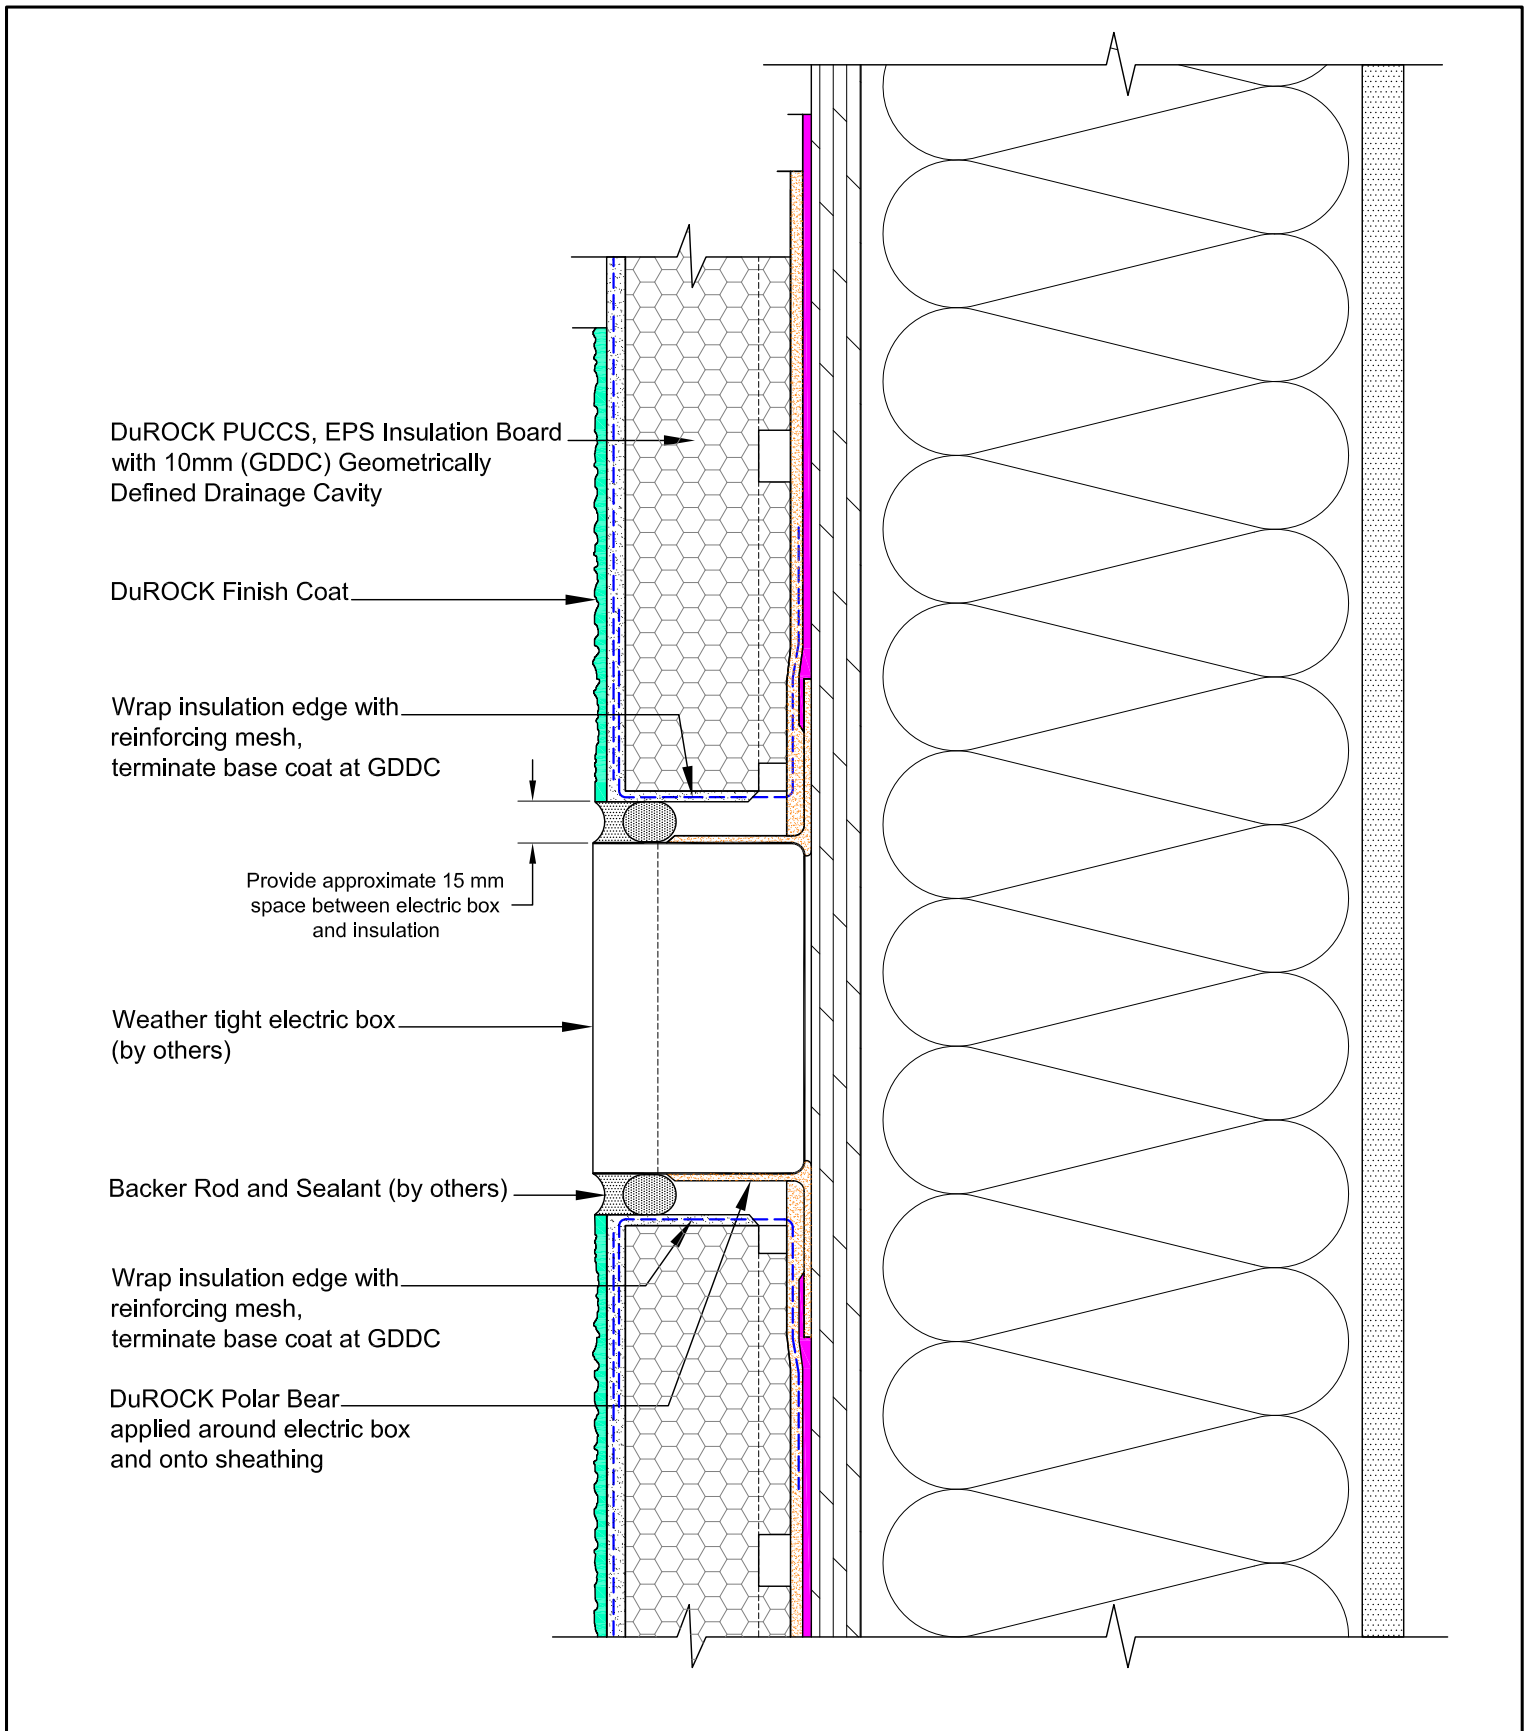 DuROCK PUCCS, EPS Insulation Board
with 10mm (GDDC) Geometrically
Defined Drainage Cavity
DuROCK Finish Coat
Wrap insulation edge with
reinforcing mesh,
terminate base coat at GDDC
Provide approximate 15 mm
space between electric box
and insulation
Weather tight electric box
(by others)
Backer Rod and Sealant (by others)
Wrap insulation edge with
reinforcing mesh,
terminate base coat at GDDC
DuROCK Polar Bear
applied around electric box
and onto sheathing